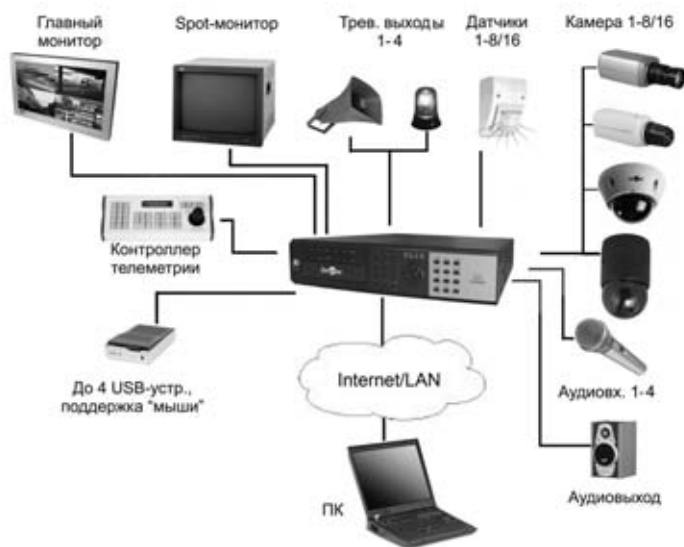 Главный
монитор
Spot-монитор
Трев. выходы
1-4
Датчики
1-8/16
Камера 1-8/16
Контроллер
телеметрии
До 4 USB-устр.,
поддержка "мыши"
Internet/LAN
Аудиовх. 1-4
ПК
Аудиовыход